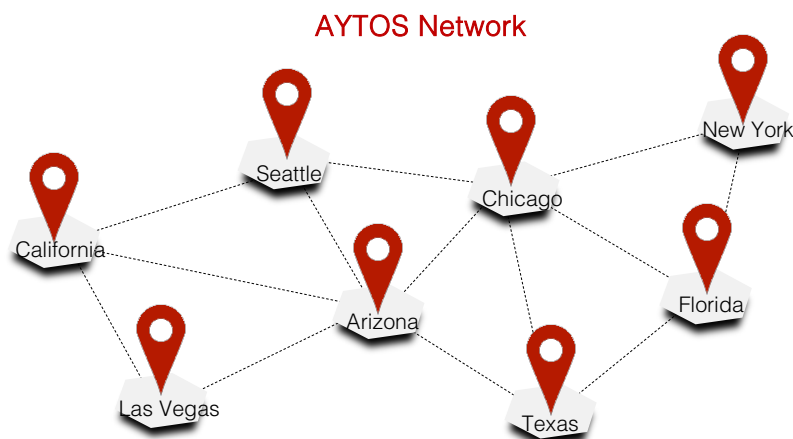 AYTOS Network
New York
Seattle
Chicago
California
Florida
Arizona
Las Vegas
Texas